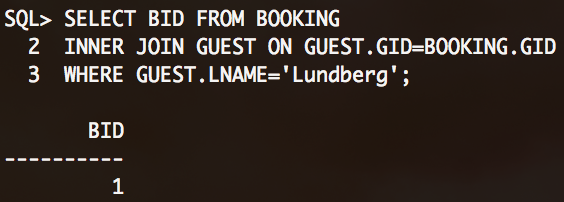 SQL> SELECT BID FROM BOOKING
  2  INNER JOIN GUEST ON GUEST.GID=BOOKING.GID
  3  WHERE GUEST.LNAME='Lundberg';
       BID
----------
         1